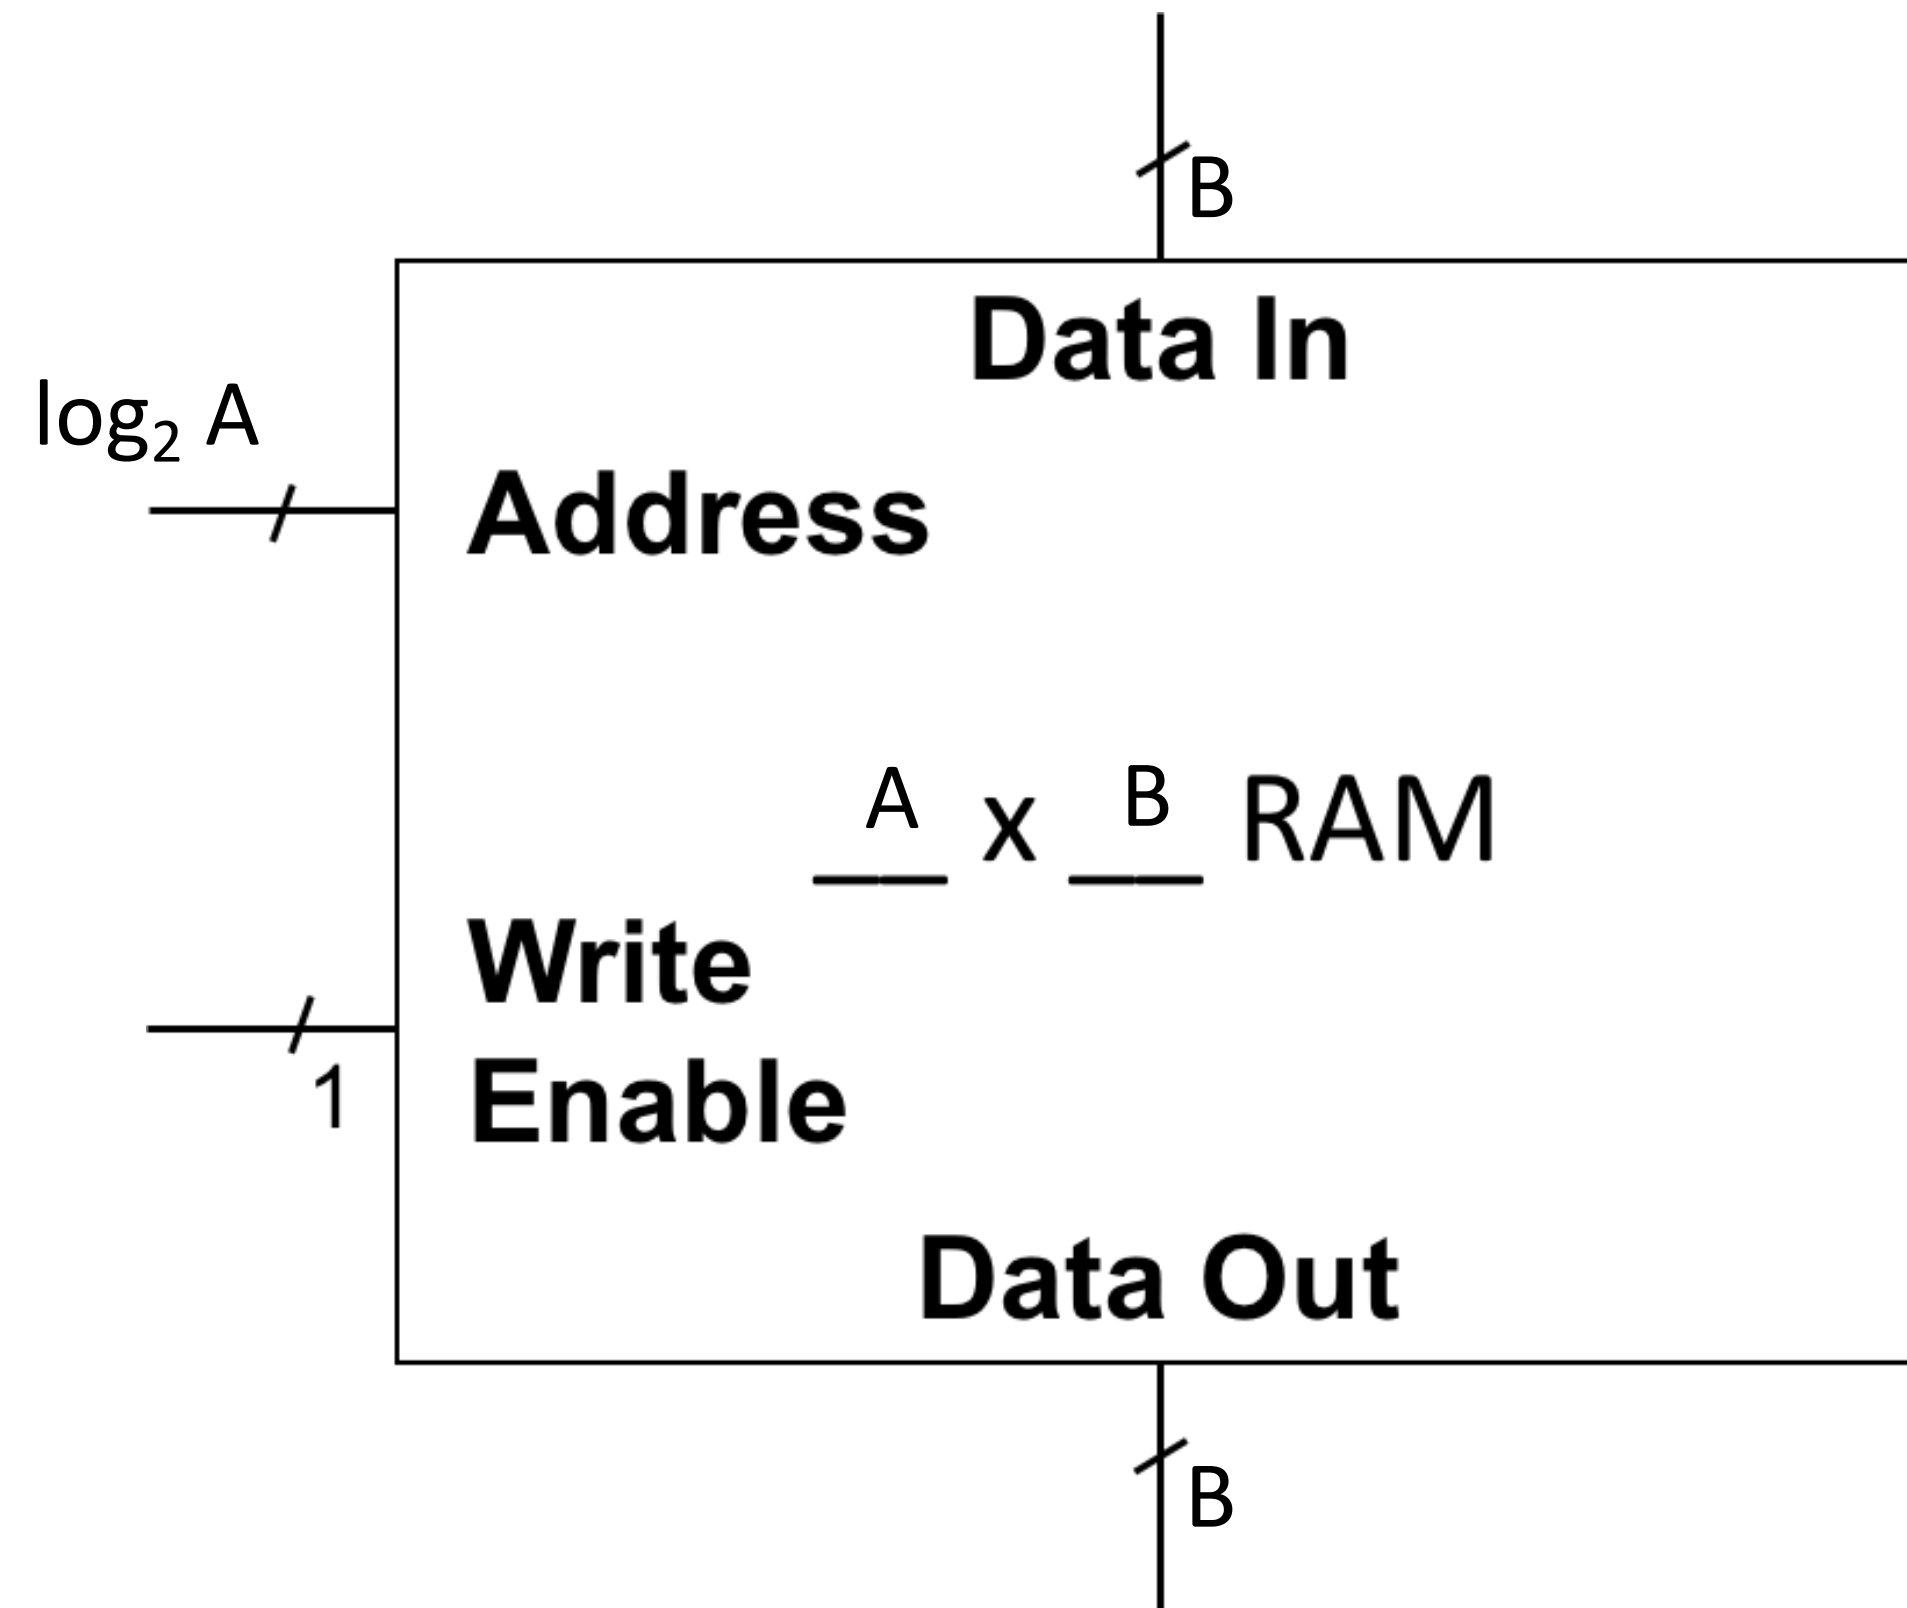 B
Data In
log₂ A
Address
A x B RAM
Write
Enable
1
Data Out
B